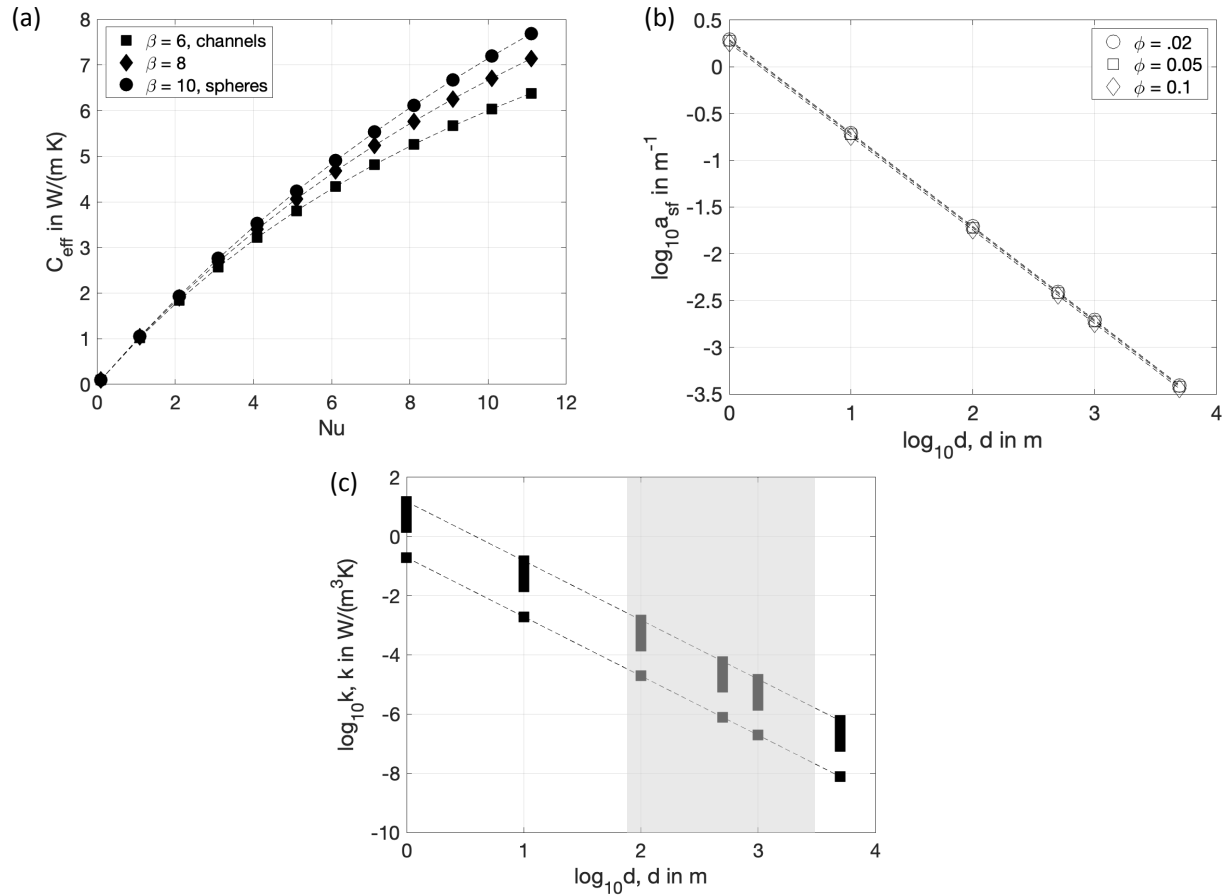 (a)
8
7
6
5
4
3
2
1
0
C_eff in W/(m K)
β = 6, channels
β = 8
β = 10, spheres
0 2 4 6 8 10 12
Nu
(b)
0.5
0
-0.5
-1
-1.5
-2
-2.5
-3
-3.5
log₁₀a_sf in m⁻¹
ϕ = .02
ϕ = 0.05
ϕ = 0.1
0 1 2 3 4
log₁₀d, d in m
(c)
2
0
-2
-4
-6
-8
-10
log₁₀k, k in W/(m³K)
0 1 2 3 4
log₁₀d, d in m